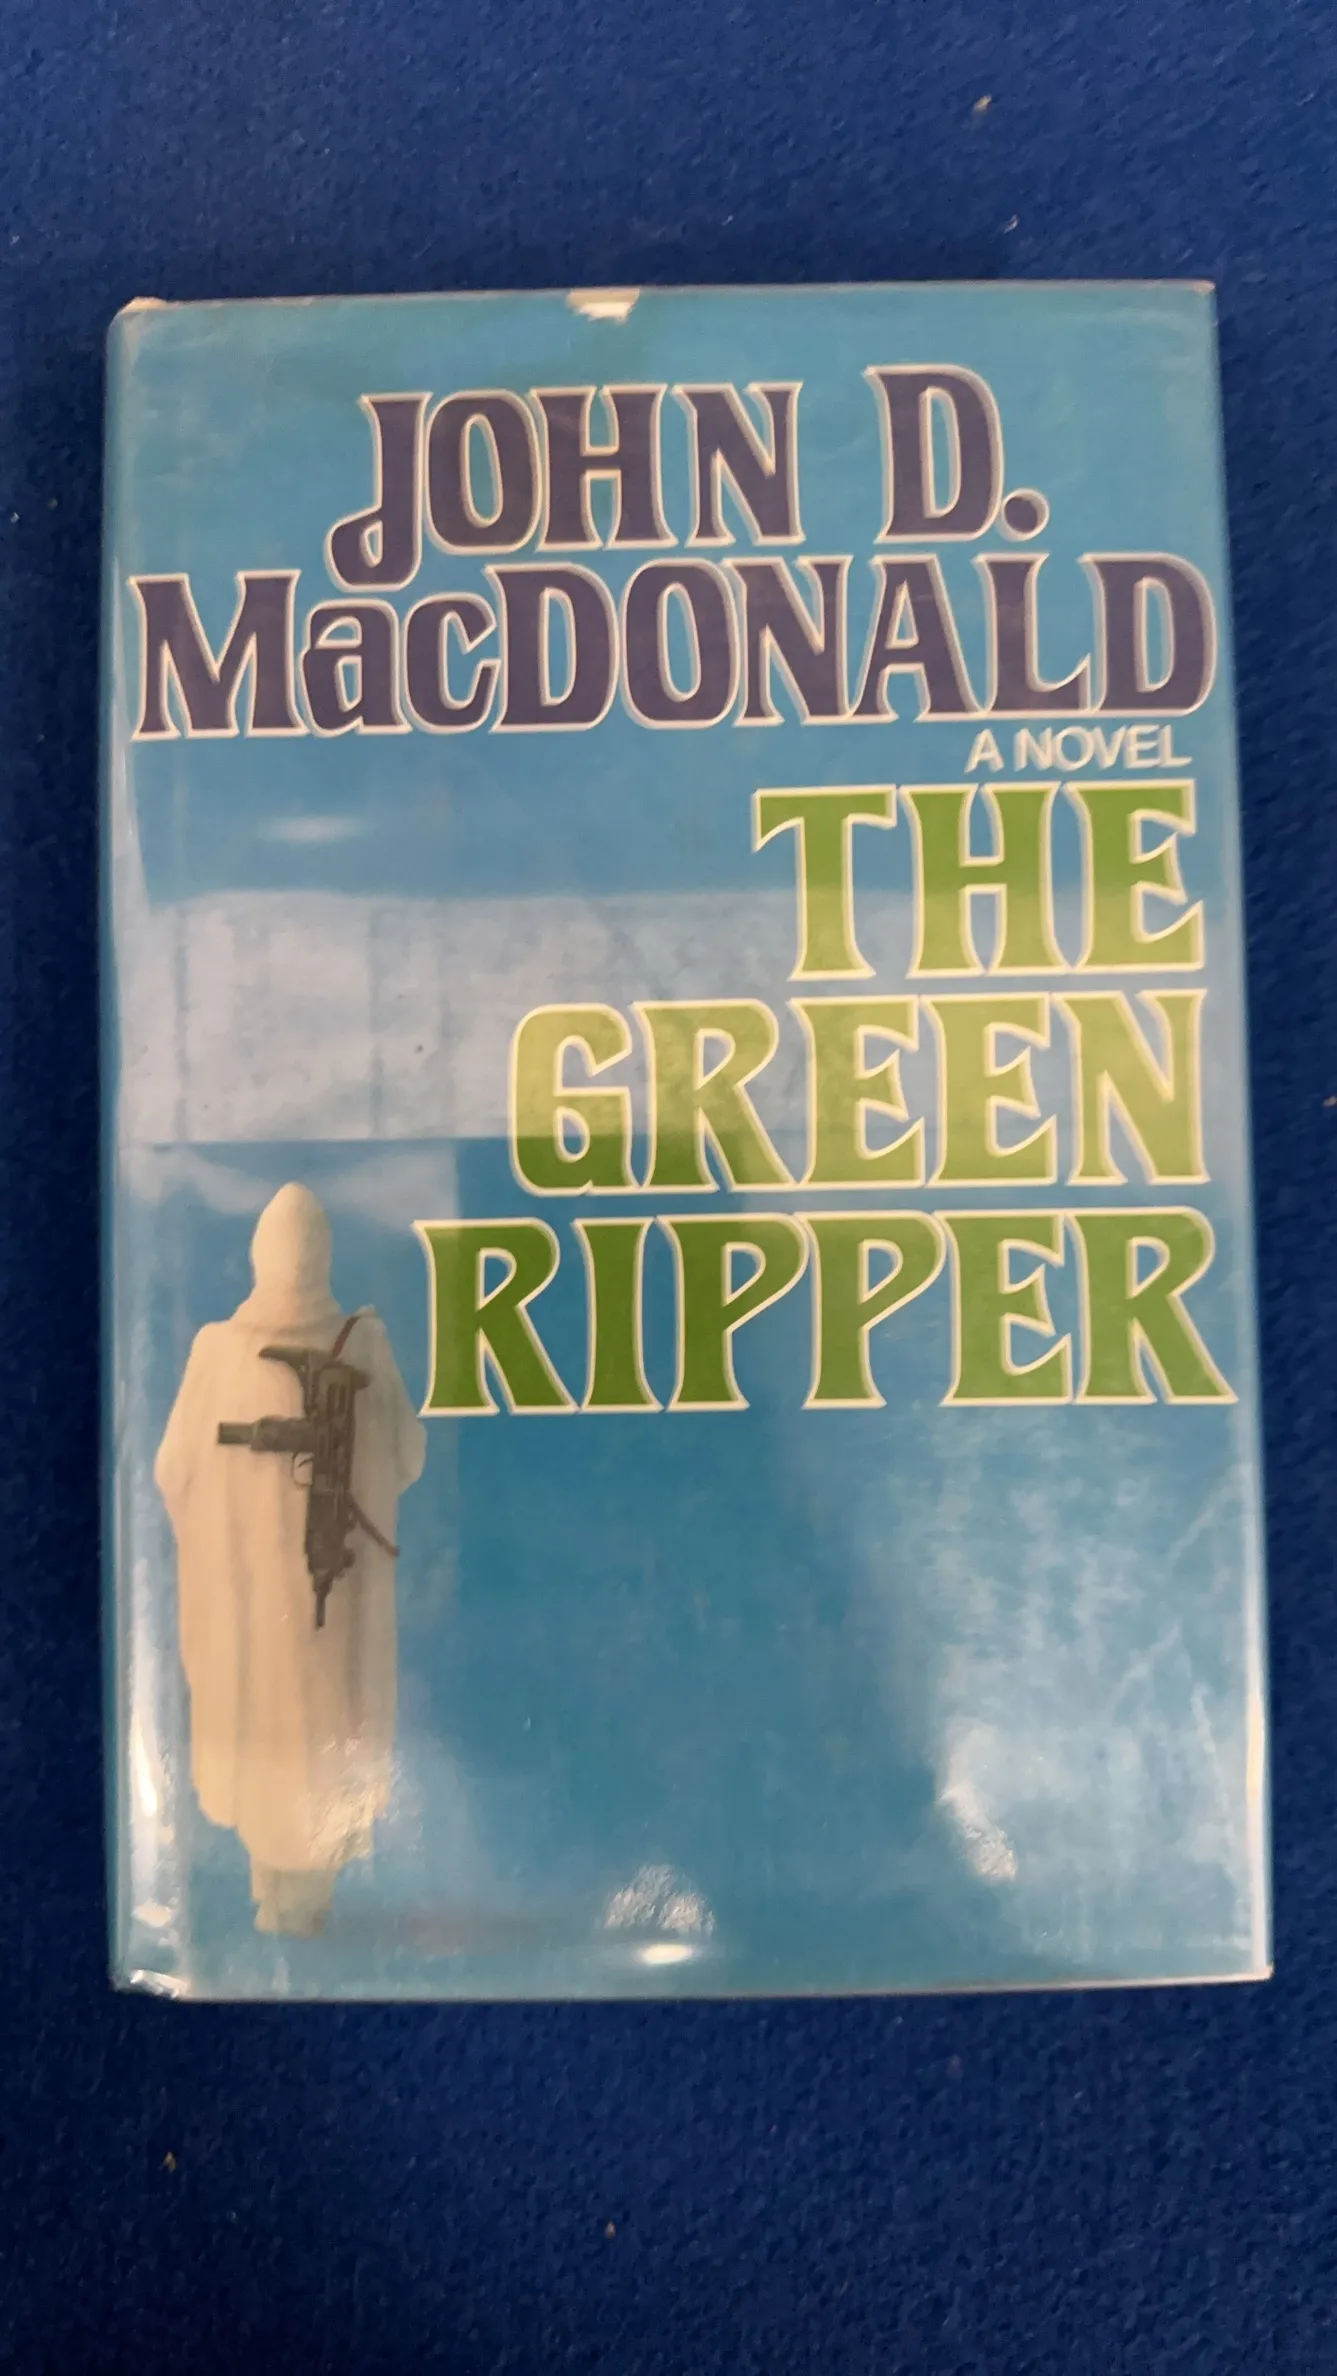 JOHN D.
MacDONALD
A NOVEL
THE
GREEN
RIPPER